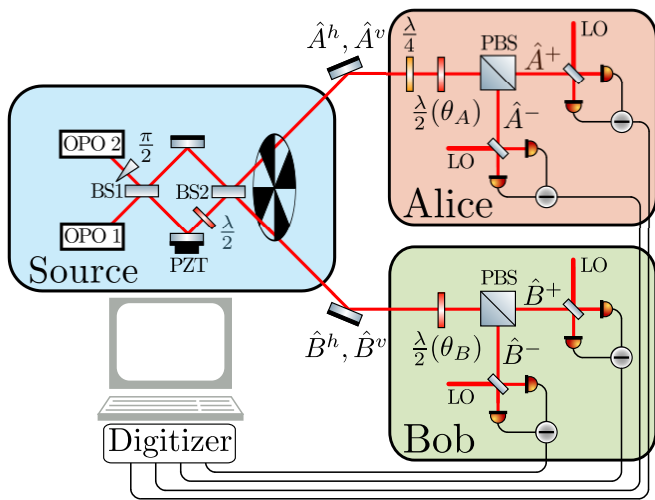 Â^h, Â^v
λ/4
λ/2(θ_A)
PBS
Â^+
LO
Â^-
LO
Alice
OPO 2
π/2
BS1
BS2
OPO 1
λ/2
PZT
Source
B̂^h, B̂^v
λ/2(θ_B)
PBS
B̂^+
LO
B̂^-
LO
Bob
Digitizer